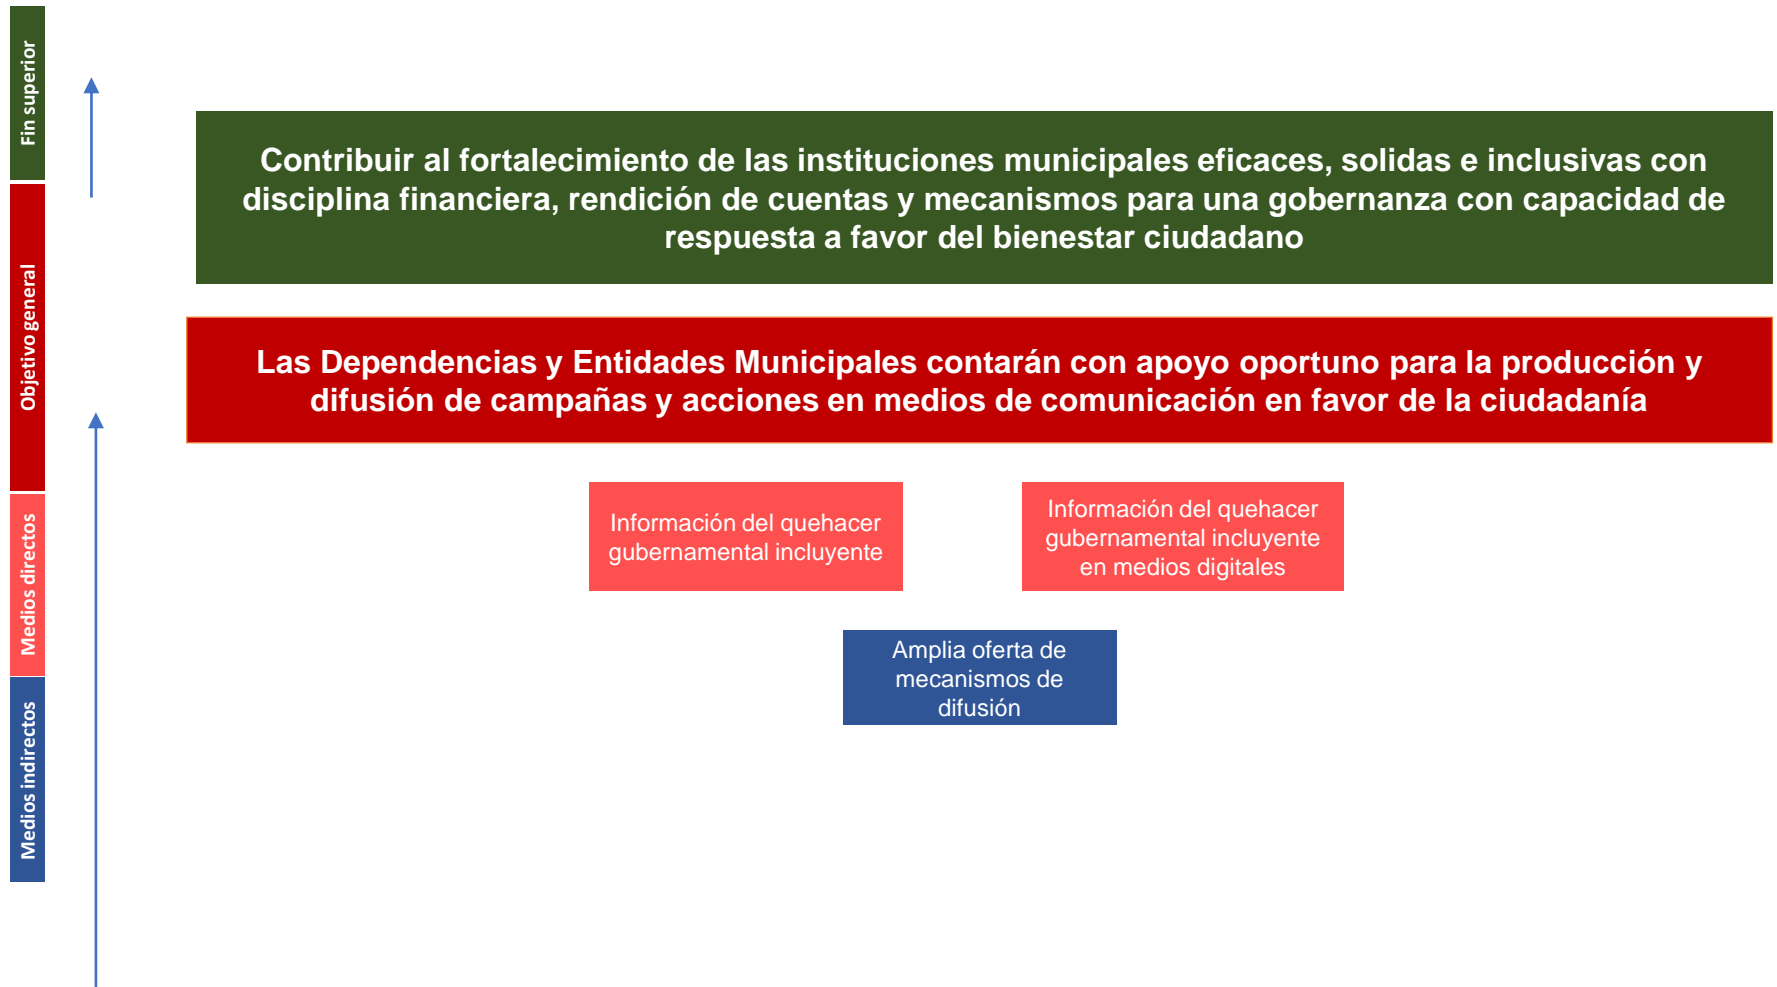 Fin superior
Objetivo general
Medios directos
Medios indirectos
Contribuir al fortalecimiento de las instituciones municipales eficaces, solidas e inclusivas con
disciplina financiera, rendición de cuentas y mecanismos para una gobernanza con capacidad de
respuesta a favor del bienestar ciudadano
Las Dependencias y Entidades Municipales contarán con apoyo oportuno para la producción y
difusión de campañas y acciones en medios de comunicación en favor de la ciudadanía
Información del quehacer
gubernamental incluyente
Información del quehacer
gubernamental incluyente
en medios digitales
Amplia oferta de
mecanismos de
difusión